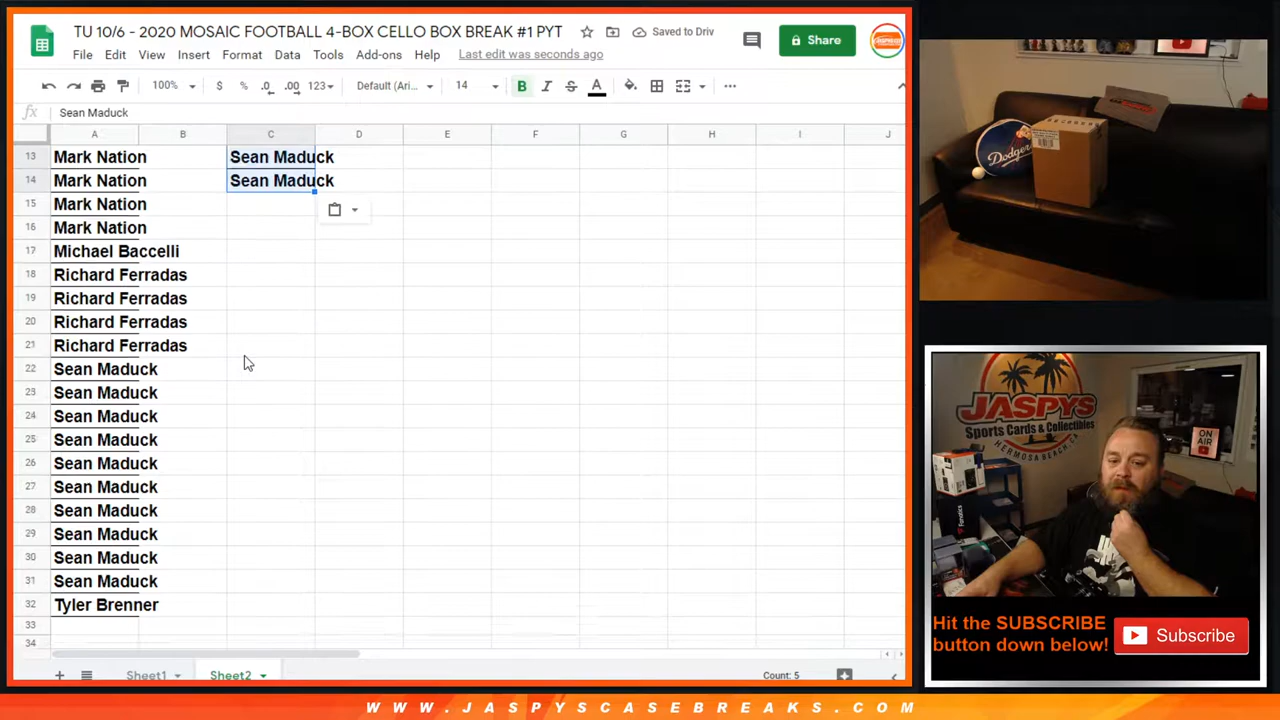 TU 10/6 - 2020 MOSAIC FOOTBALL 4-BOX CELLO BOX BREAK #1 PYT
Saved to Driv
File Edit View Insert Format Data Tools Add-ons Help Last edit was seconds ago
Share
100% $ % .0 .00 123 Default (Ari... 14 B I S A
fx Sean Maduck
A B C D E F G H I J
13 Mark Nation Sean Maduck
14 Mark Nation Sean Maduck
15 Mark Nation
16 Mark Nation
17 Michael Baccelli
18 Richard Ferradas
19 Richard Ferradas
20 Richard Ferradas
21 Richard Ferradas
22 Sean Maduck
23 Sean Maduck
24 Sean Maduck
25 Sean Maduck
26 Sean Maduck
27 Sean Maduck
28 Sean Maduck
29 Sean Maduck
30 Sean Maduck
31 Sean Maduck
32 Tyler Brenner
33
34
Sheet1 Sheet2 Count: 5
Dodgers
JASPYS
Sports Cards & Collectibles
HERMOSA BEACH, CA
ON
AIR
Fanatics
Hit the SUBSCRIBE
button down below!
Subscribe
WWW.JASPYSCASEBREAKS.COM